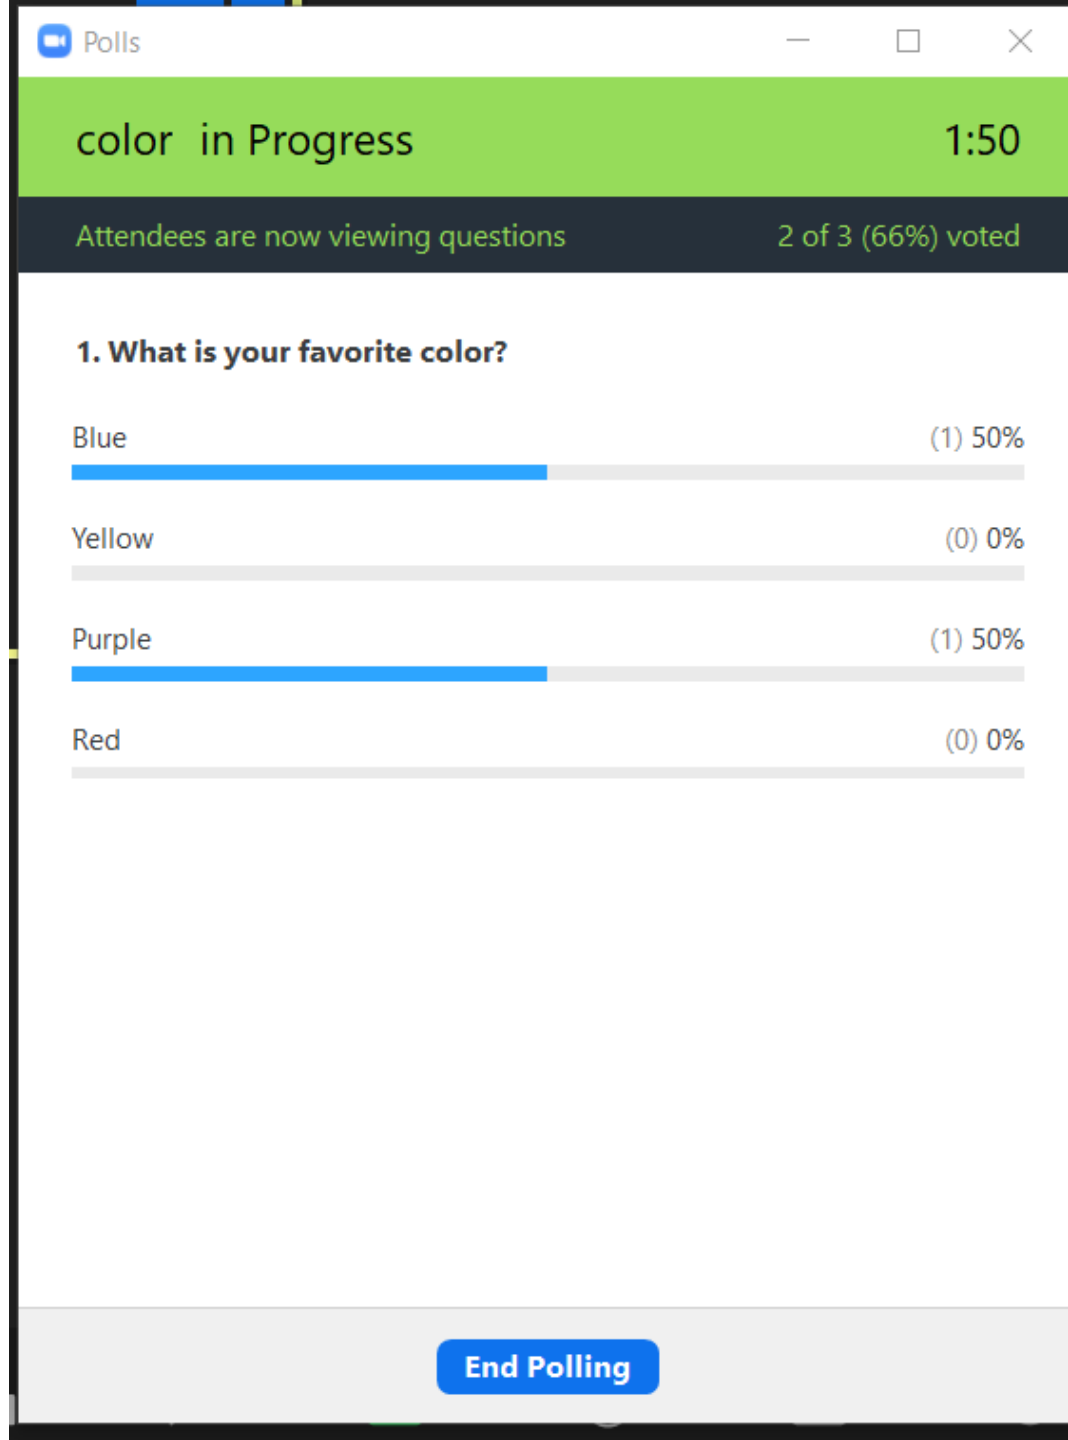 Polls
color in Progress 1:50
Attendees are now viewing questions 2 of 3 (66%) voted
1. What is your favorite color?
Blue (1) 50%
Yellow (0) 0%
Purple (1) 50%
Red (0) 0%
End Polling